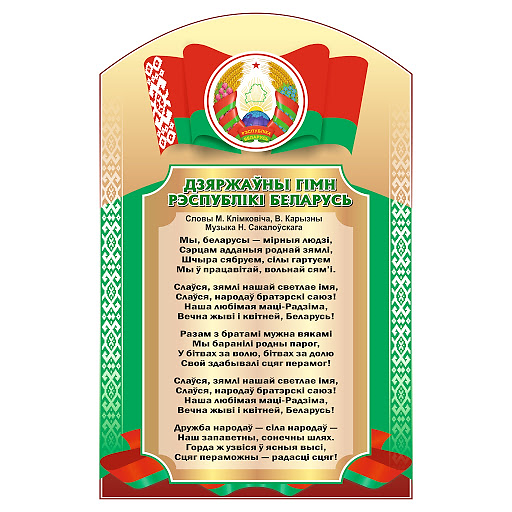 РЭСПУБЛІКА
БЕЛАРУСЬ
ДЗЯРЖАЎНЫ ГІМН
РЭСПУБЛІКІ БЕЛАРУСЬ
Словы М. Клімковіча, В. Карызны
Музыка Н. Сакалоўскага
Мы, беларусы — мірныя людзі,
Сэрцам адданыя роднай зямлі,
Шчыра сябруем, сілы гартуем
Мы ў працавітай, вольнай сям'і.
Слаўся, зямлі нашай светлае імя,
Слаўся, народаў братэрскі саюз!
Наша любімая маці-Радзіма,
Вечна жыві і квітней, Беларусь!
Разам з братамі мужна вякамі
Мы баранілі родны парог,
У бітвах за волю, бітвах за долю
Свой здабывалі сцяг перамог!
Слаўся, зямлі нашай светлае імя,
Слаўся, народаў братэрскі саюз!
Наша любімая маці-Радзіма,
Вечна жыві і квітней, Беларусь!
Дружба народаў — сіла народаў —
Наш запаветны, сонечны шлях.
Горда ж узвіся ў ясныя высі,
Сцяг пераможны — радасці сцяг!